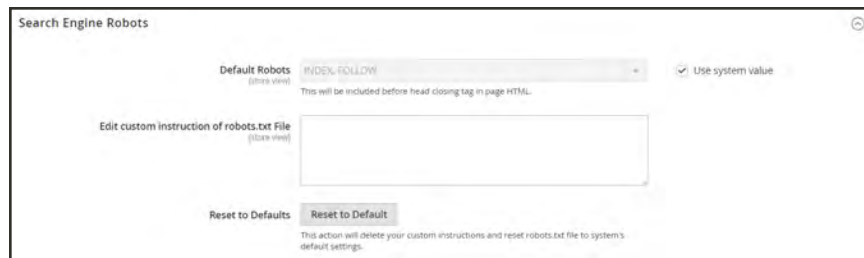 Search Engine Robots
Default Robots
(store view)
INDEX, FOLLOW
Use system value
This will be included before head closing tag in page HTML.
Edit custom instruction of robots.txt File
(store view)
Reset to Defaults
Reset to Default
This action will delete your custom instructions and reset robots.txt file to system's
default settings.